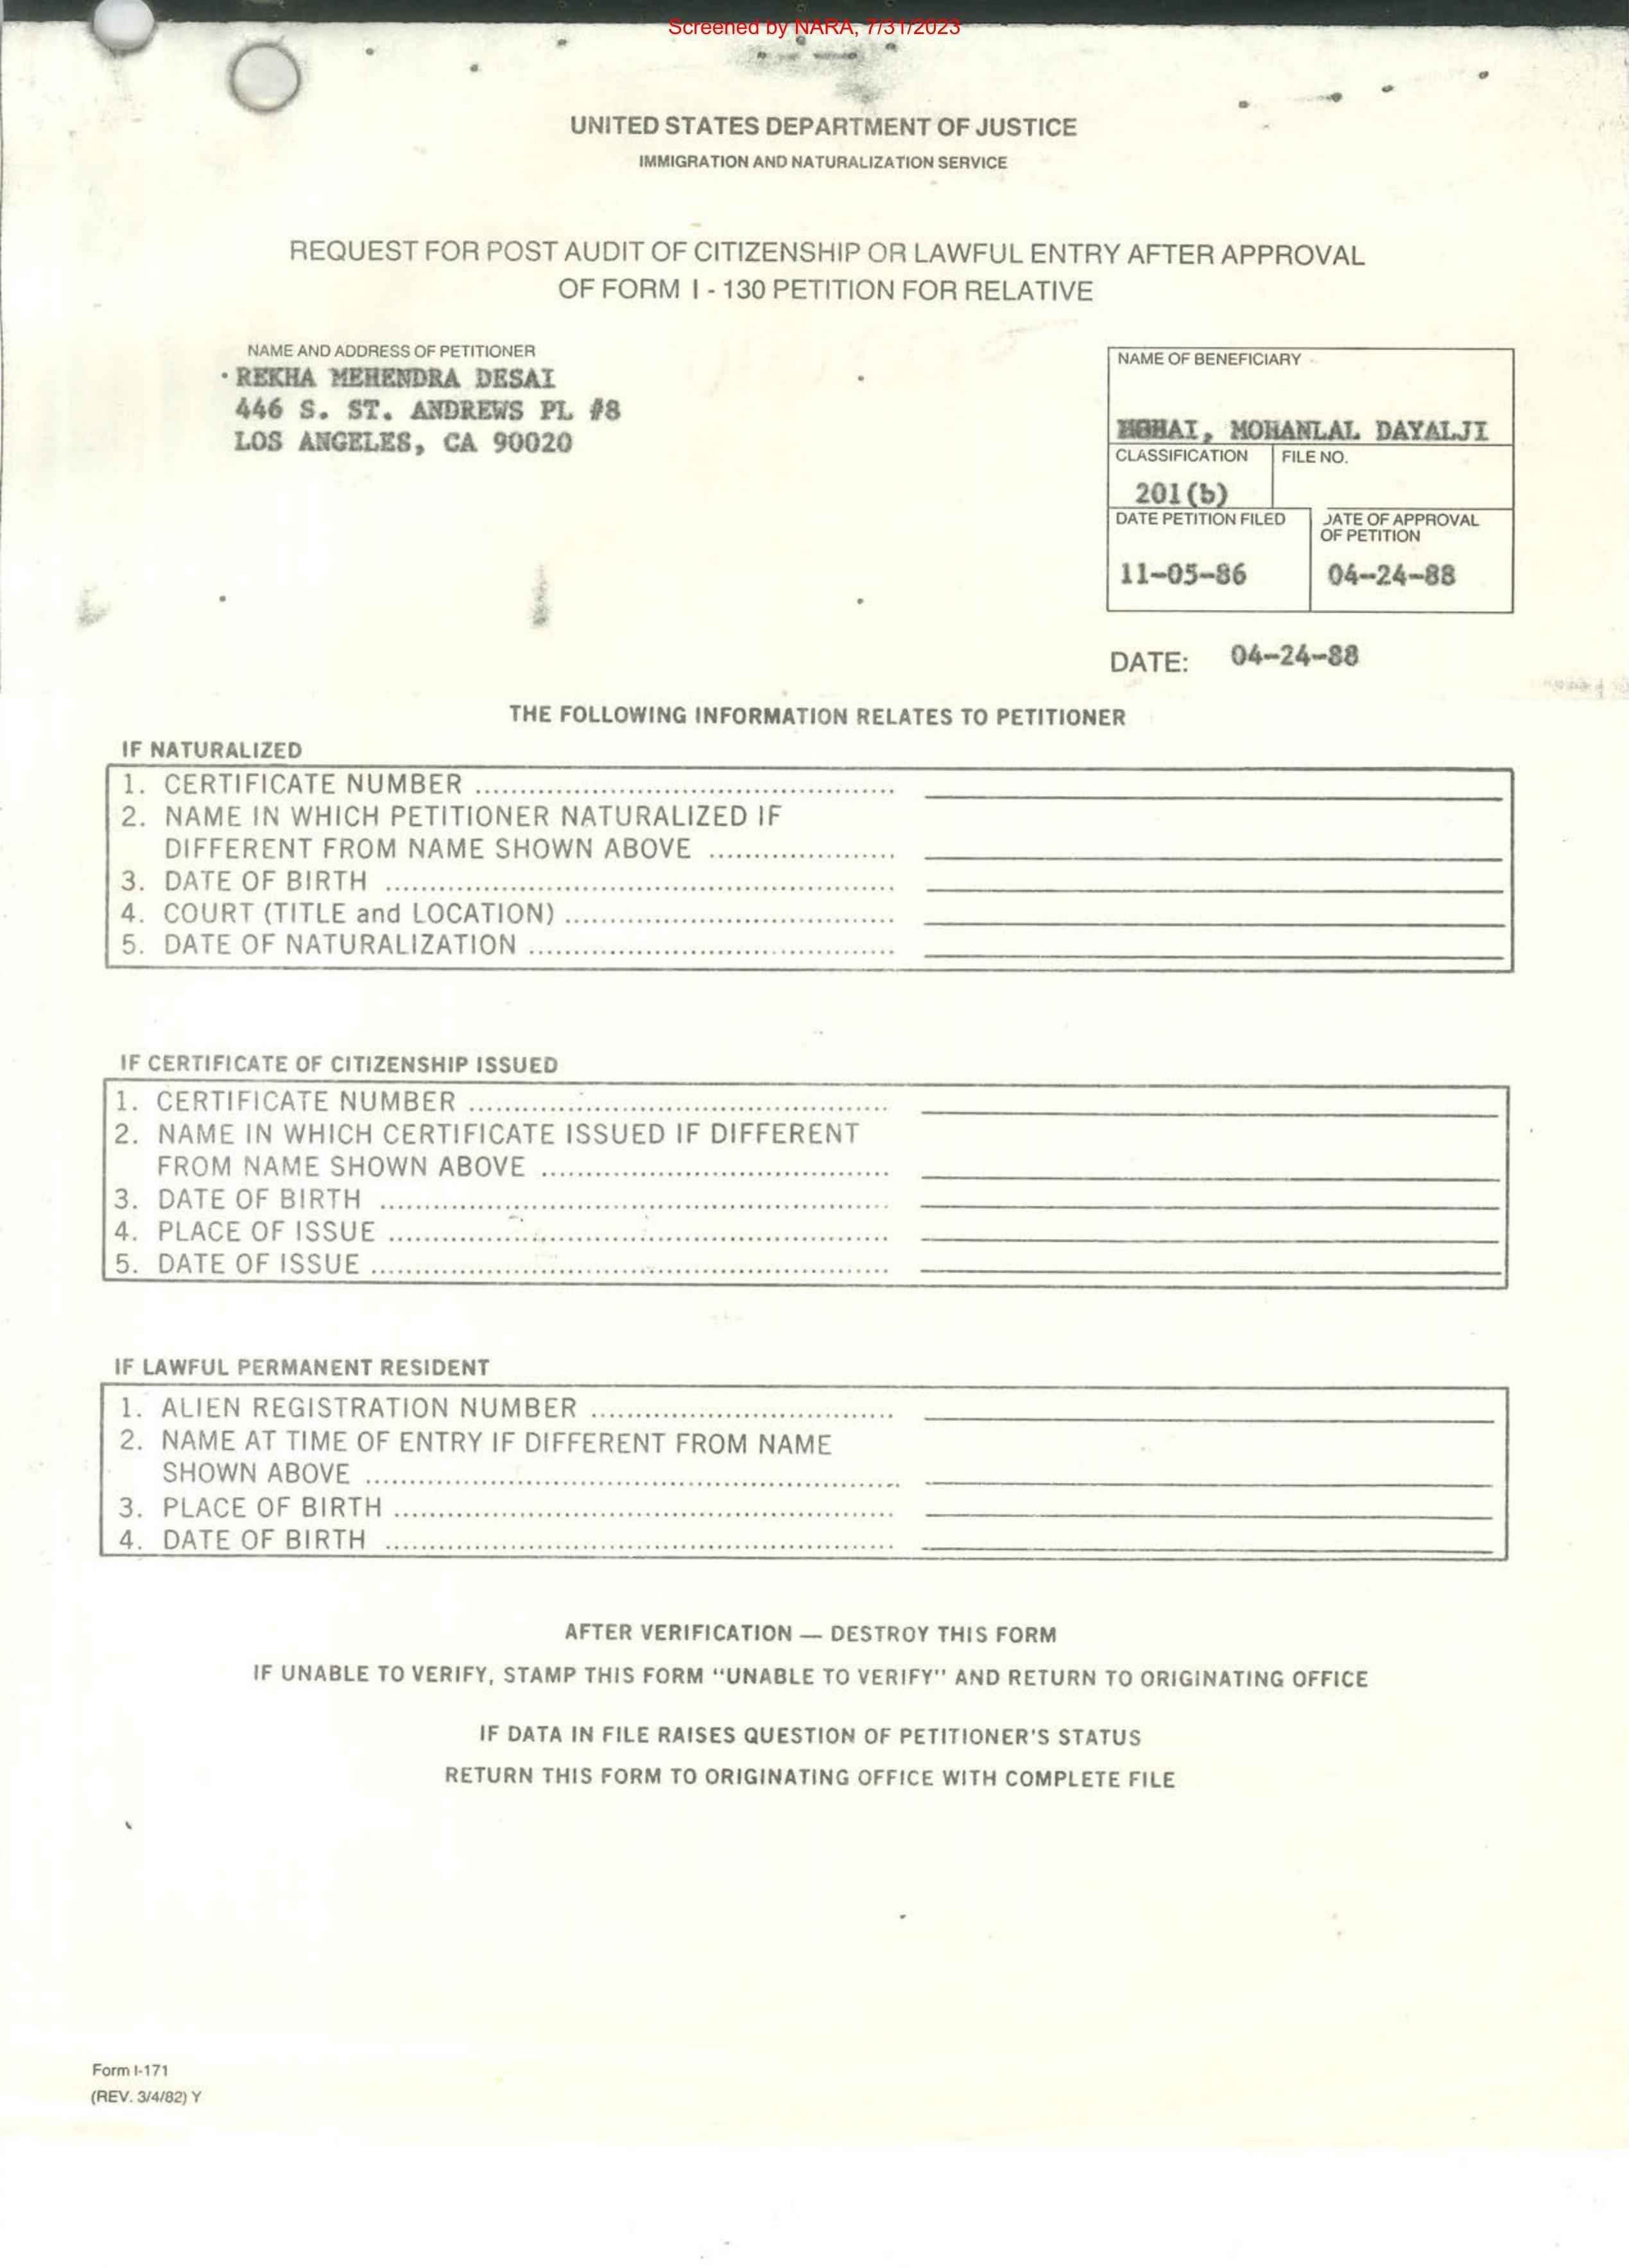 Screened by NARA, 7/31/2023
UNITED STATES DEPARTMENT OF JUSTICE
IMMIGRATION AND NATURALIZATION SERVICE
REQUEST FOR POST AUDIT OF CITIZENSHIP OR LAWFUL ENTRY AFTER APPROVAL
OF FORM I - 130 PETITION FOR RELATIVE
NAME AND ADDRESS OF PETITIONER
REKHA MEHENDRA DESAI
446 S. ST. ANDREWS PL #8
LOS ANGELES, CA 90020
NAME OF BENEFICIARY
MOHANLAL DAYALJI
CLASSIFICATION
FILE NO.
201(b)
DATE PETITION FILED
DATE OF APPROVAL
OF PETITION
11-05-86
04-24-88
DATE: 04-24-88
THE FOLLOWING INFORMATION RELATES TO PETITIONER
IF NATURALIZED
1. CERTIFICATE NUMBER
2. NAME IN WHICH PETITIONER NATURALIZED IF
DIFFERENT FROM NAME SHOWN ABOVE
3. DATE OF BIRTH
4. COURT (TITLE and LOCATION)
5. DATE OF NATURALIZATION
IF CERTIFICATE OF CITIZENSHIP ISSUED
1. CERTIFICATE NUMBER
2. NAME IN WHICH CERTIFICATE ISSUED IF DIFFERENT
FROM NAME SHOWN ABOVE
3. DATE OF BIRTH
4. PLACE OF ISSUE
5. DATE OF ISSUE
IF LAWFUL PERMANENT RESIDENT
1. ALIEN REGISTRATION NUMBER
2. NAME AT TIME OF ENTRY IF DIFFERENT FROM NAME
SHOWN ABOVE
3. PLACE OF BIRTH
4. DATE OF BIRTH
AFTER VERIFICATION — DESTROY THIS FORM
IF UNABLE TO VERIFY, STAMP THIS FORM "UNABLE TO VERIFY" AND RETURN TO ORIGINATING OFFICE
IF DATA IN FILE RAISES QUESTION OF PETITIONER'S STATUS
RETURN THIS FORM TO ORIGINATING OFFICE WITH COMPLETE FILE
Form I-171
(REV. 3/4/82) Y